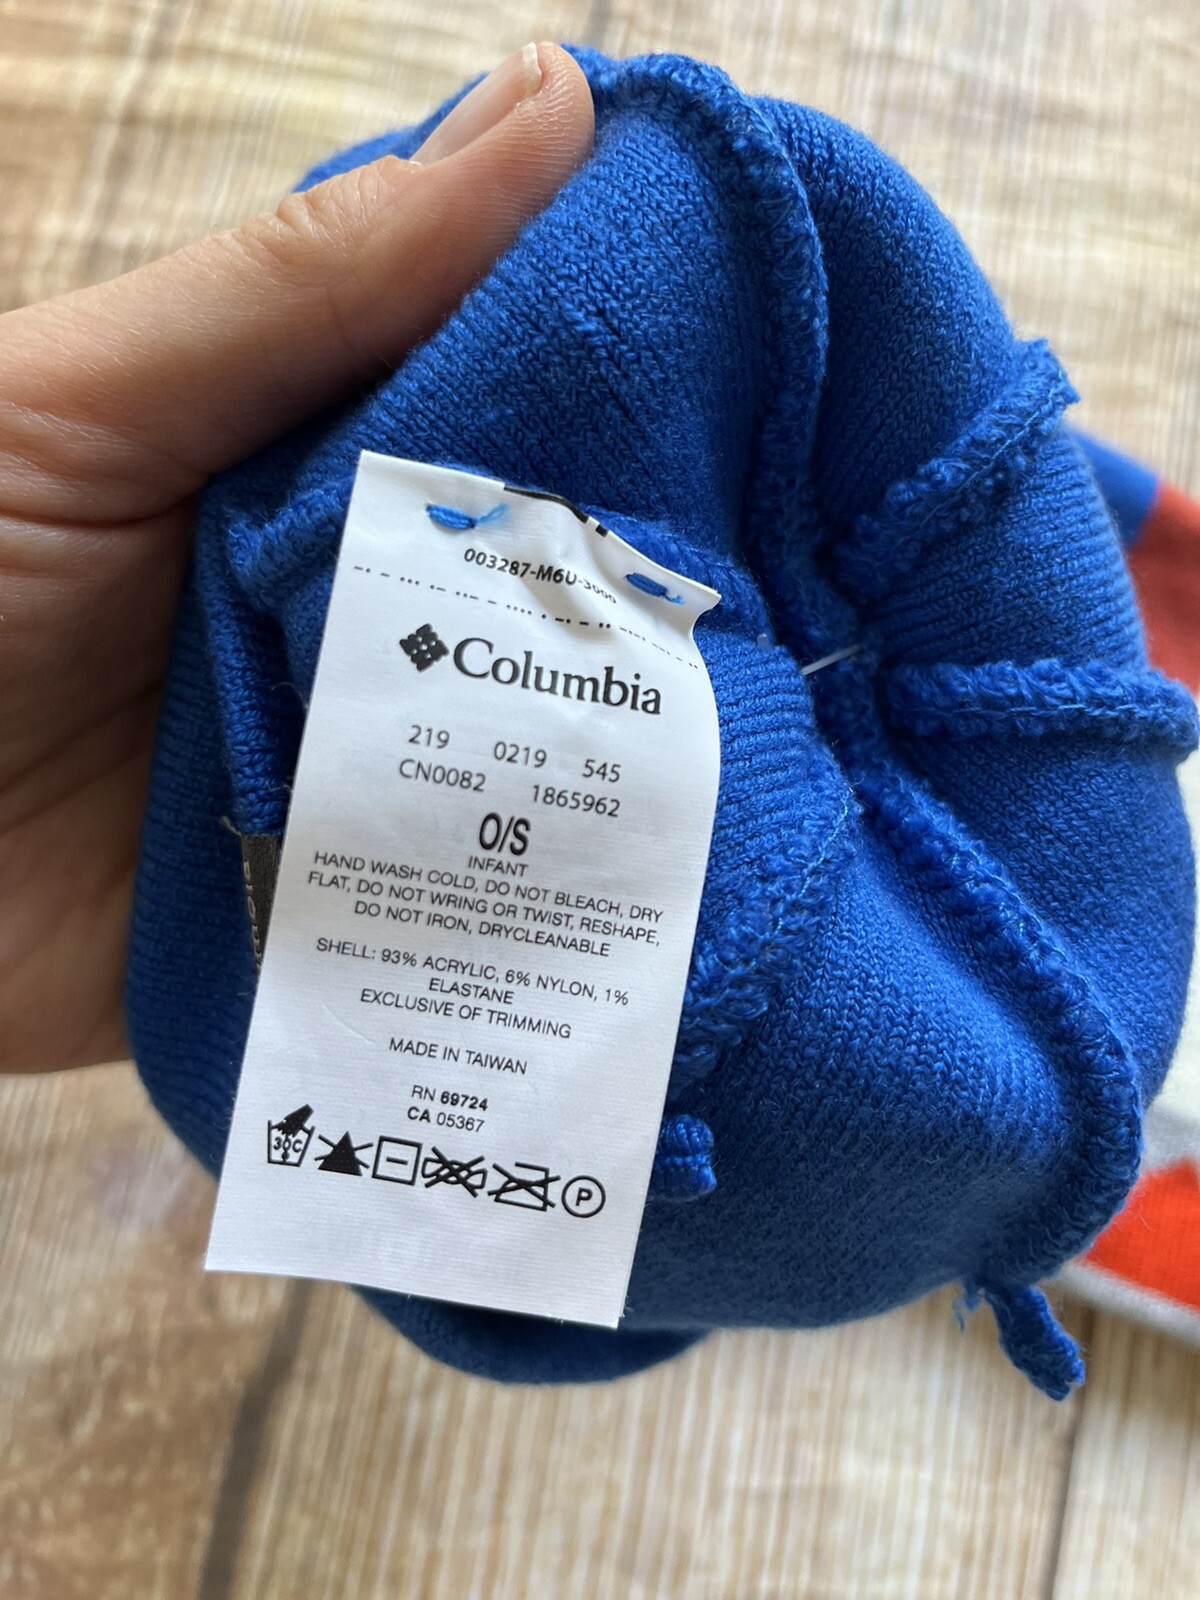 003287-M6U-3000
Columbia
219 0219 545
CN0082 1865962
O/S
INFANT
HAND WASH COLD, DO NOT BLEACH, DRY
FLAT, DO NOT WRING OR TWIST, RESHAPE,
DO NOT IRON, DRYCLEANABLE
SHELL: 93% ACRYLIC, 6% NYLON, 1%
ELASTANE
EXCLUSIVE OF TRIMMING
MADE IN TAIWAN
RN 69724
CA 05367
30C
P